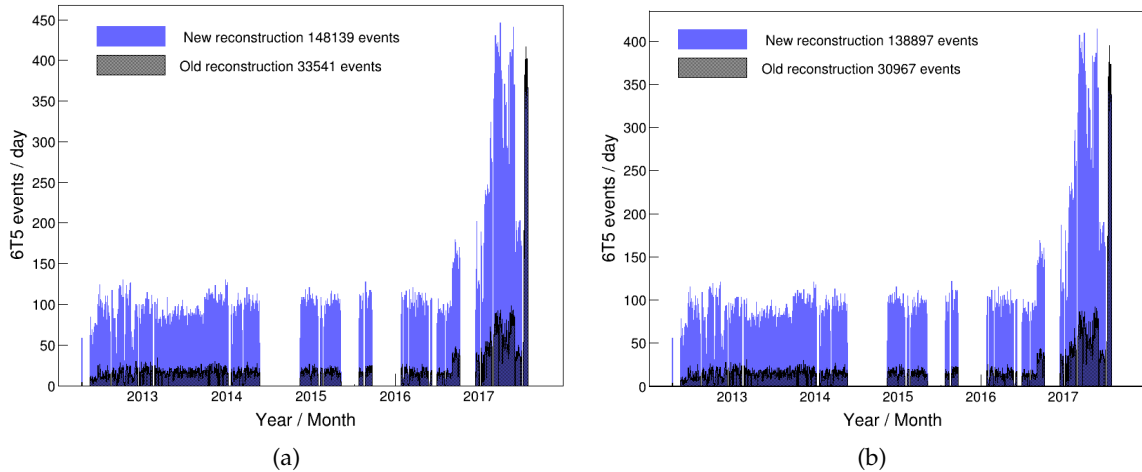 450
400
350
300
250
200
150
100
50
0
6T5 events / day
New reconstruction 148139 events
Old reconstruction 33541 events
2013 2014 2015 2016 2017
Year / Month
(a)
400
350
300
250
200
150
100
50
0
6T5 events / day
New reconstruction 138897 events
Old reconstruction 30967 events
2013 2014 2015 2016 2017
Year / Month
(b)